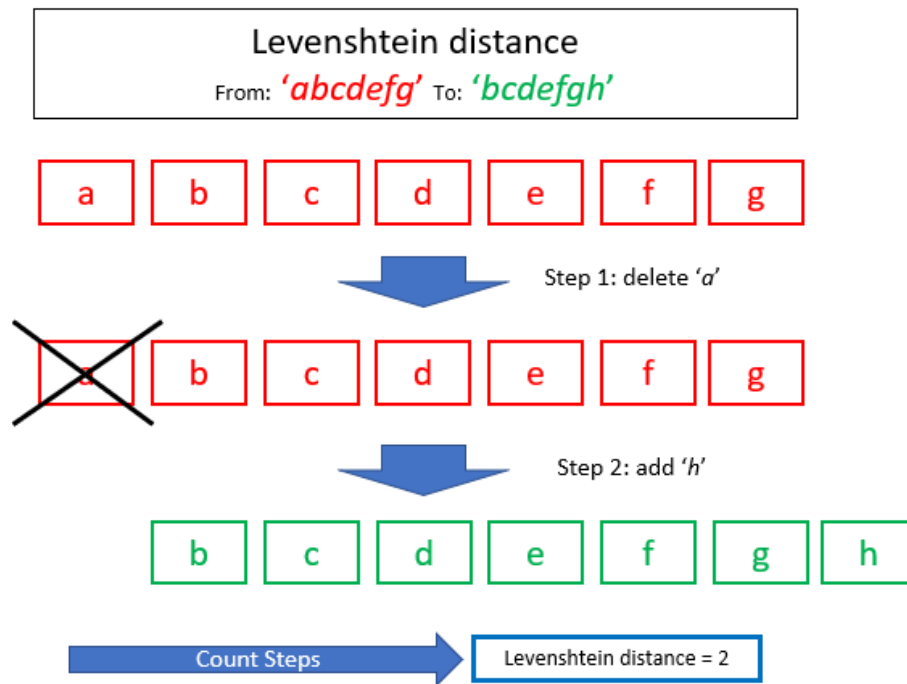 Levenshtein distance
From: ‘abcdefg’ To: ‘bcdefgh’
a b c d e f g
Step 1: delete ‘a’
a b c d e f g
Step 2: add ‘h’
b c d e f g h
Count Steps Levenshtein distance = 2